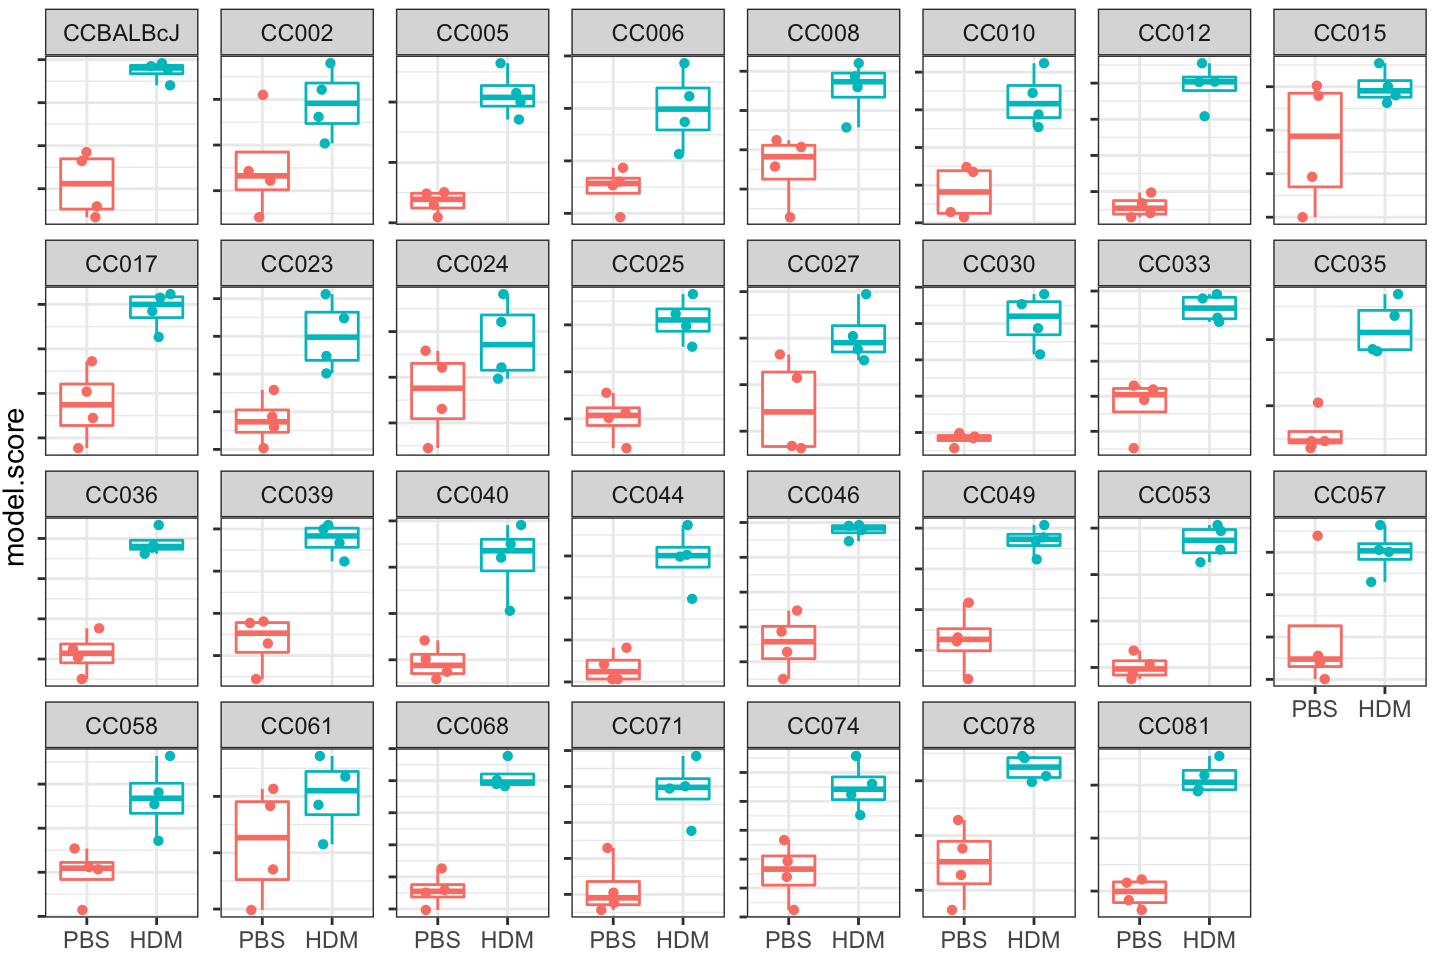 CCBALBcJ CC002 CC005 CC006 CC008 CC010 CC012 CC015
CC017 CC023 CC024 CC025 CC027 CC030 CC033 CC035
model.score
CC036 CC039 CC040 CC044 CC046 CC049 CC053 CC057
PBS HDM
CC058 CC061 CC068 CC071 CC074 CC078 CC081
PBS HDM PBS HDM PBS HDM PBS HDM PBS HDM PBS HDM PBS HDM